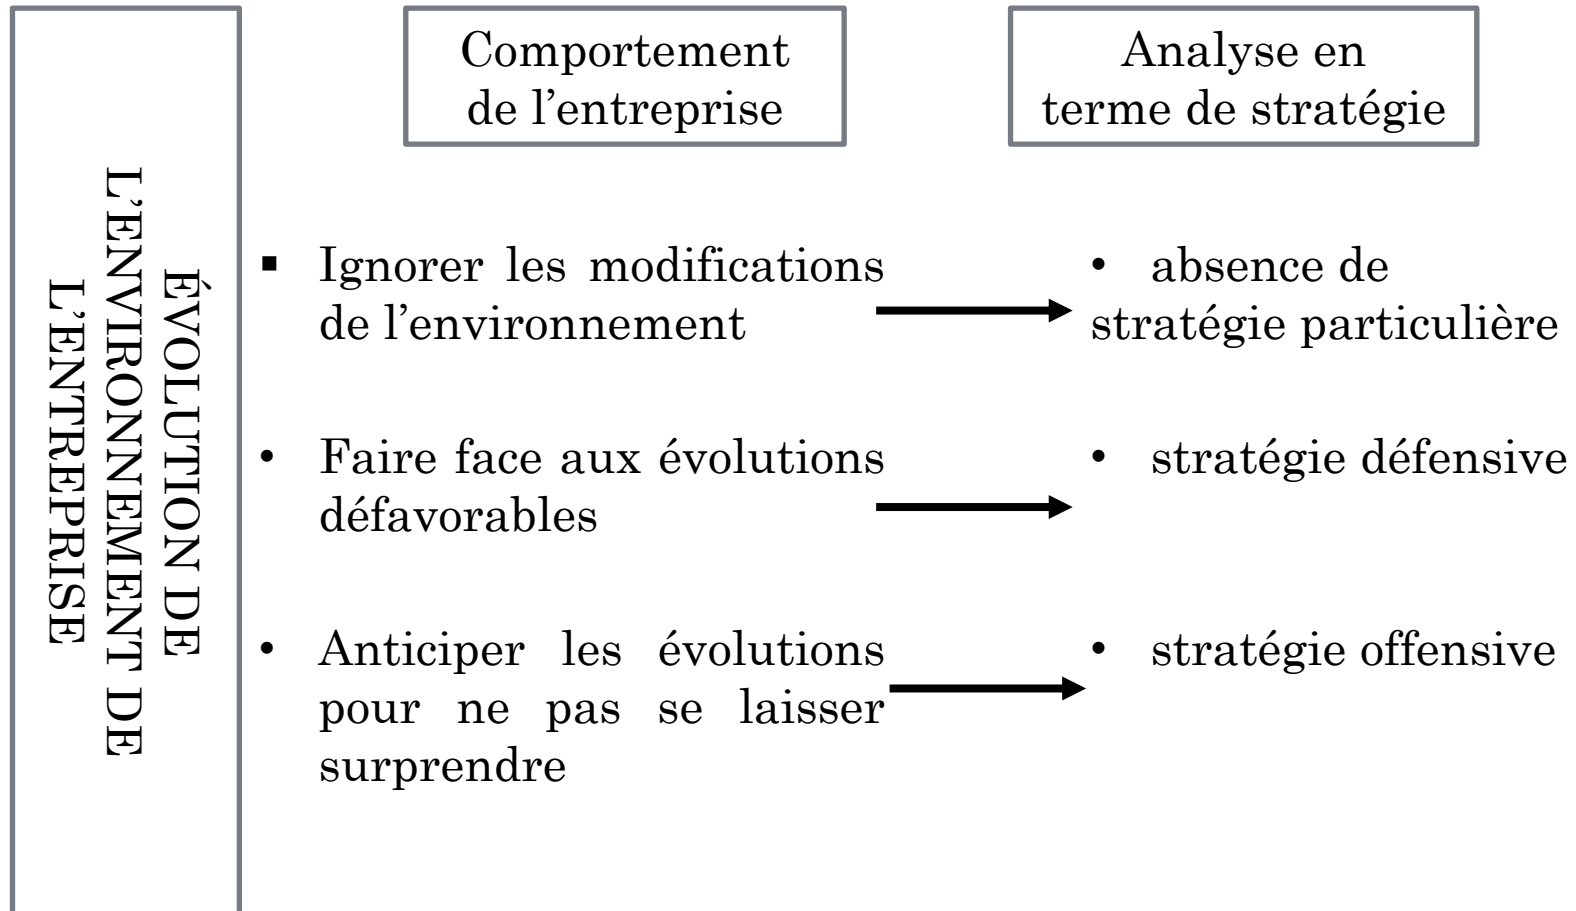 ÉVOLUTION DE
L’ENVIRONNEMENT DE
L’ENTREPRISE
Comportement
de l’entreprise
Analyse en
terme de stratégie
▪ Ignorer les modifications
de l’environnement
• absence de
stratégie particulière
• Faire face aux évolutions
défavorables
• stratégie défensive
• Anticiper les évolutions
pour ne pas se laisser
surprendre
• stratégie offensive